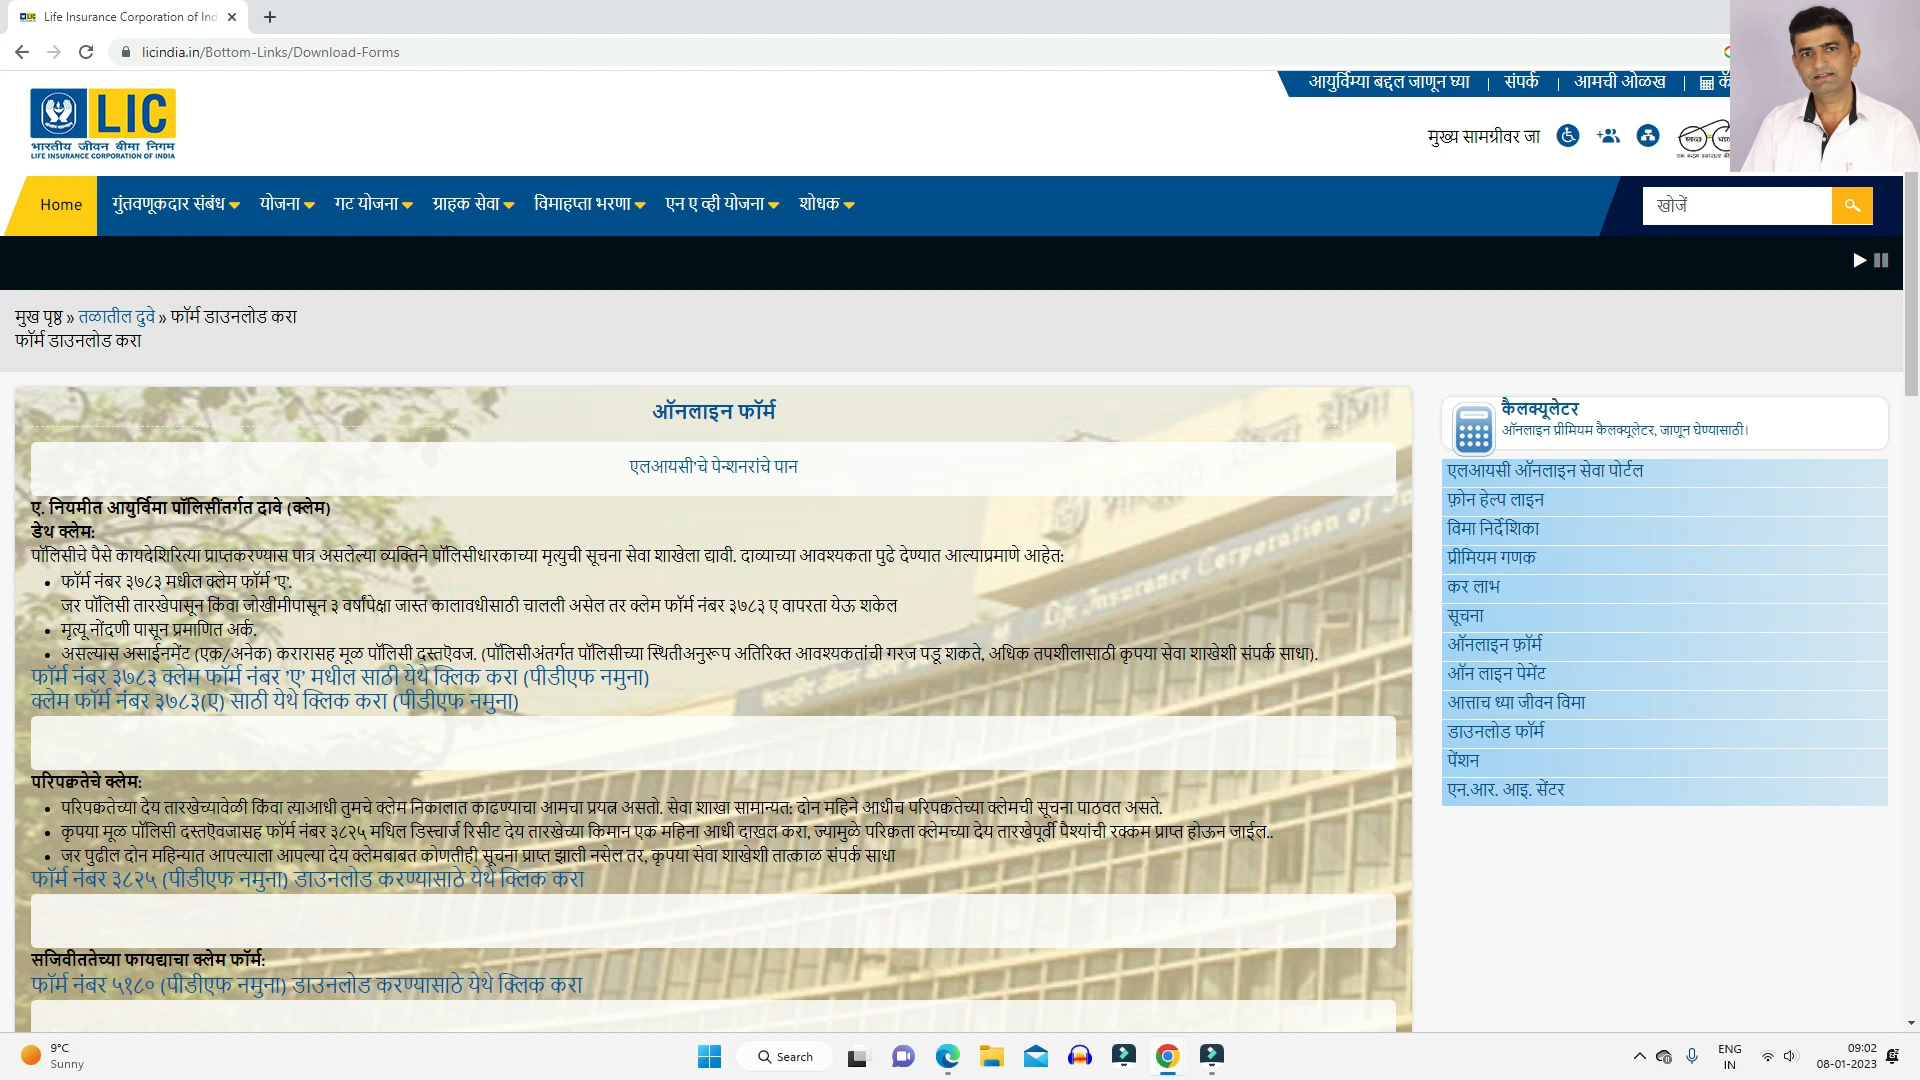 Life Insurance Corporation of Ind
licindia.in/Bottom-Links/Download-Forms
आयुर्विम्या बद्दल जाणून घ्या | संपर्क | आमची ओळख |
LIC
भारतीय जीवन बीमा निगम
LIFE INSURANCE CORPORATION OF INDIA
मुख्य सामग्रीवर जा
Home गुंतवणूकदार संबंध योजना गट योजना ग्राहक सेवा विमाहप्ता भरणा एन ए व्ही योजना शोधक
खोजें
मुख पृष्ठ » तळातील दुवे » फॉर्म डाउनलोड करा
फॉर्म डाउनलोड करा
ऑनलाइन फॉर्म
एलआयसी'चे पेन्शनरांचे पान
ए. नियमीत आयुर्विमा पॉलिसींतर्गत दावे (क्लेम)
डेथ क्लेम:
पॉलिसीचे पैसे कायदेशिरित्या प्राप्तकरण्यास पात्र असलेल्या व्यक्तिने पॉलिसीधारकाच्या मृत्युची सूचना सेवा शाखेला द्यावी. दाव्याच्या आवश्यकता पुढे देण्यात आल्याप्रमाणे आहेत:
• फॉर्म नंबर ३७८३ मधील क्लेम फॉर्म 'ए'.
जर पॉलिसी तारखेपासून किंवा जोखीमीपासून ३ वर्षांपेक्षा जास्त कालावधीसाठी चालली असेल तर क्लेम फॉर्म नंबर ३७८३ ए वापरता येऊ शकेल
• मृत्यू नोंदणी पासून प्रमाणित अर्क.
• असल्यास असाईनमेंट (एक/अनेक) करारासह मूळ पॉलिसी दस्तऐवज. (पॉलिसीअंतर्गत पॉलिसीच्या स्थितीअनुरूप अतिरिक्त आवश्यकतांची गरज पडू शकते, अधिक तपशीलासाठी कृपया सेवा शाखेशी संपर्क साधा).
फॉर्म नंबर ३७८३ क्लेम फॉर्म नंबर 'ए' मधील साठी येथे क्लिक करा (पीडीएफ नमुना)
क्लेम फॉर्म नंबर ३७८३(ए) साठी येथे क्लिक करा (पीडीएफ नमुना)
परिपक्वतेचे क्लेम:
• परिपक्वतेच्या देय तारखेच्यावेळी किंवा त्याआधी तुमचे क्लेम निकालात काढण्याचा आमचा प्रयत्न असतो. सेवा शाखा सामान्यत: दोन महिने आधीच परिपक्वतेच्या क्लेमची सूचना पाठवत असते.
• कृपया मूळ पॉलिसी दस्तऐवजासह फॉर्म नंबर ३८२५ मधिल डिस्चार्ज रिसीट देय तारखेच्या किमान एक महिना आधी दाखल करा, ज्यामुळे परिक्वता क्लेमच्या देय तारखेपूर्वी पैश्यांची रक्कम प्राप्त होऊन जाईल..
• जर पुढील दोन महिन्यात आपल्याला आपल्या देय क्लेमबाबत कोणतीही सूचना प्राप्त झाली नसेल तर, कृपया सेवा शाखेशी तात्काळ संपर्क साधा
फॉर्म नंबर ३८२५ (पीडीएफ नमुना) डाउनलोड करण्यासाठे येथे क्लिक करा
सजिवीततेच्या फायद्याचा क्लेम फॉर्म:
फॉर्म नंबर ५१८० (पीडीएफ नमुना) डाउनलोड करण्यासाठे येथे क्लिक करा
कैलक्यूलेटर
ऑनलाइन प्रीमियम कैलक्यूलेटर, जाणून घेण्यासाठी।
एलआयसी ऑनलाइन सेवा पोर्टल
फ़ोन हेल्प लाइन
विमा निर्देशिका
प्रीमियम गणक
कर लाभ
सूचना
ऑनलाइन फ़ॉर्म
ऑन लाइन पेमेंट
आत्ताच ध्या जीवन विमा
डाउनलोड फॉर्म
पेंशन
एन.आर. आइ. सेंटर
9°C
Sunny
Search
ENG
IN
09:02
08-01-2023